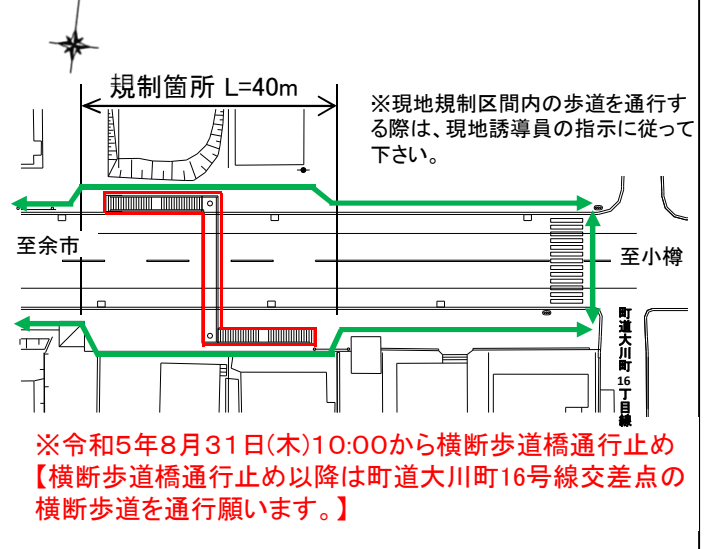 規制箇所 L=40m
※現地規制区間内の歩道を通行す
る際は、現地誘導員の指示に従って
下さい。
至余市
至小樽
町道大川町16丁目線
※令和5年8月31日(木)10:00から横断歩道橋通行止め
【横断歩道橋通行止め以降は町道大川町16号線交差点の
横断歩道を通行願います。】